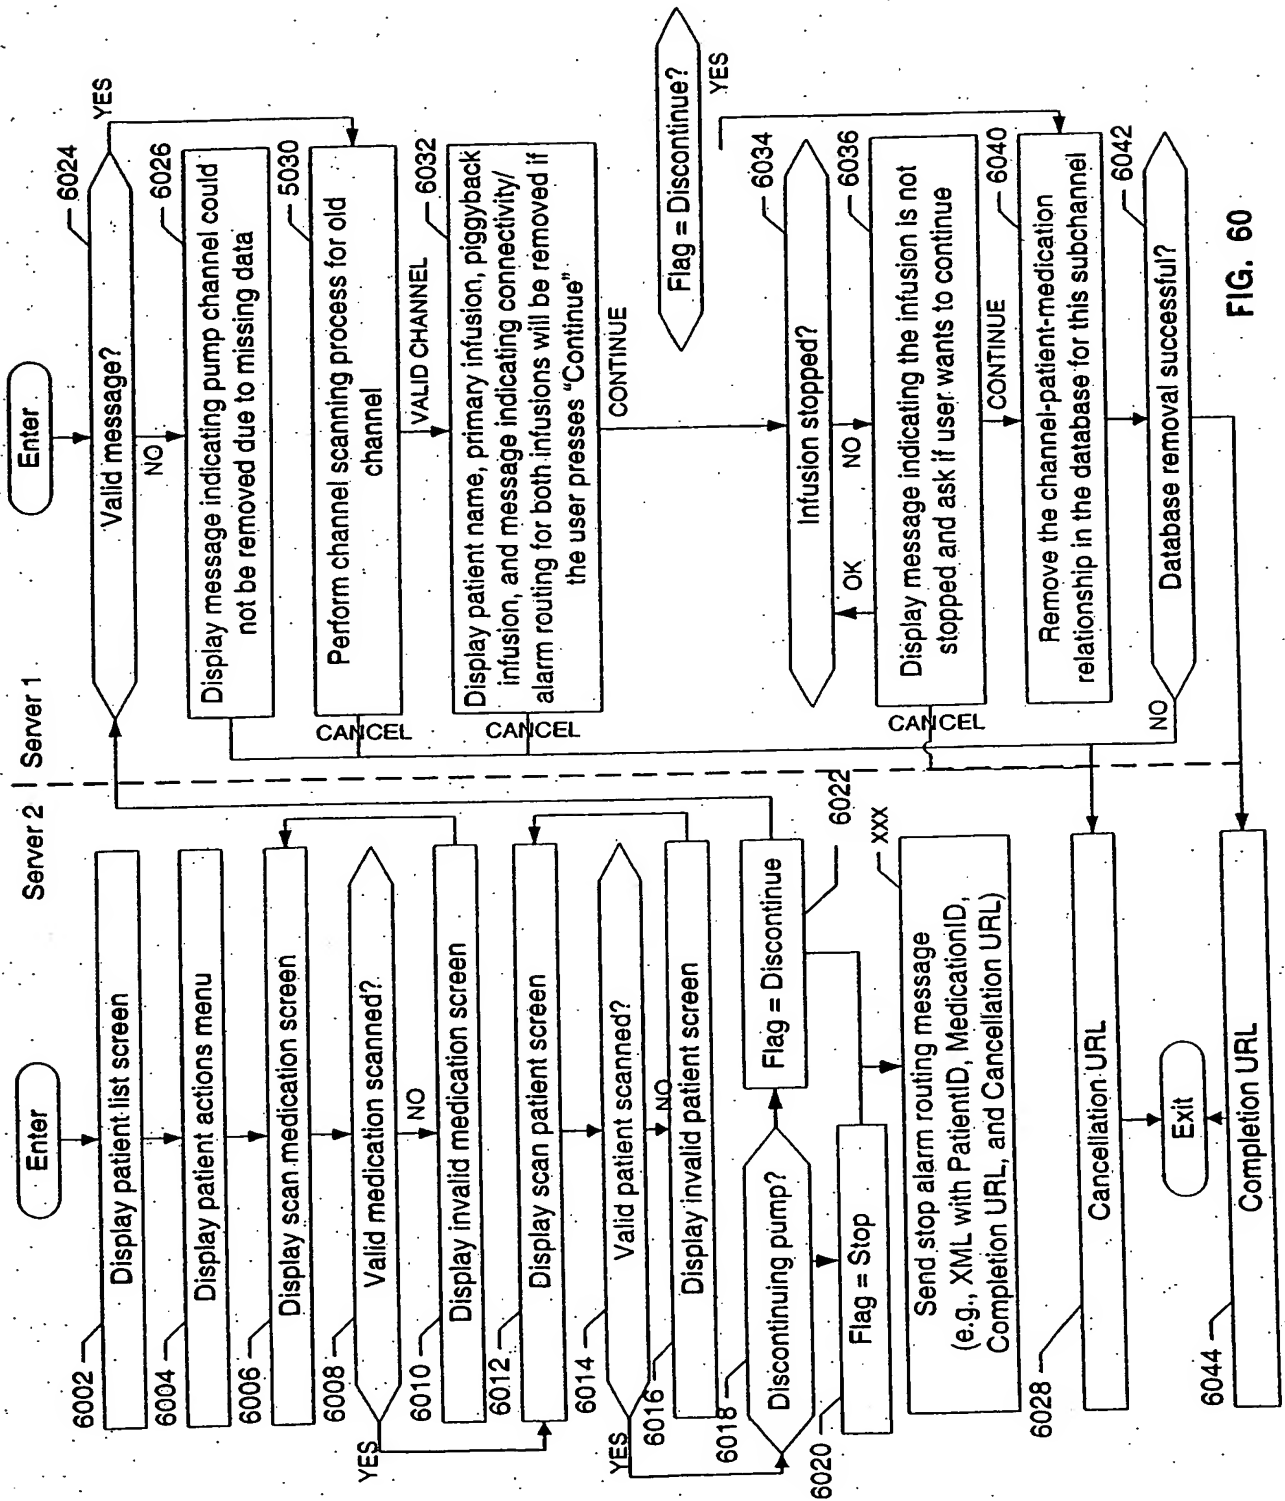 Server 2
Enter
6002
Display patient list screen
6004
Display patient actions menu
6006
Display scan medication screen
6008
Valid medication scanned?
YES
NO
6010
Display invalid medication screen
6012
Display scan patient screen
6014
Valid patient scanned?
YES
NO
6016
Display invalid patient screen
6018
Discontinuing pump?
Flag = Discontinue
6022
6020
Flag = Stop
XXX
Send stop alarm routing message
(e.g., XML with PatientID, MedicationID,
Completion URL, and Cancellation URL)
6028
Cancellation URL
Exit
6044
Completion URL
Server 1
Enter
6024
Valid message?
YES
NO
6026
Display message indicating pump channel could
not be removed due to missing data
5030
Perform channel scanning process for old
channel
CANCEL
VALID CHANNEL
6032
Display patient name, primary infusion, piggyback
infusion, and message indicating connectivity/
alarm routing for both infusions will be removed if
the user presses "Continue"
CANCEL
CONTINUE
Flag = Discontinue?
YES
6034
Infusion stopped?
OK
NO
6036
Display message indicating the infusion is not
stopped and ask if user wants to continue
CANCEL
CONTINUE
6040
Remove the channel-patient-medication
relationship in the database for this subchannel
6042
Database removal successful?
NO
FIG. 60